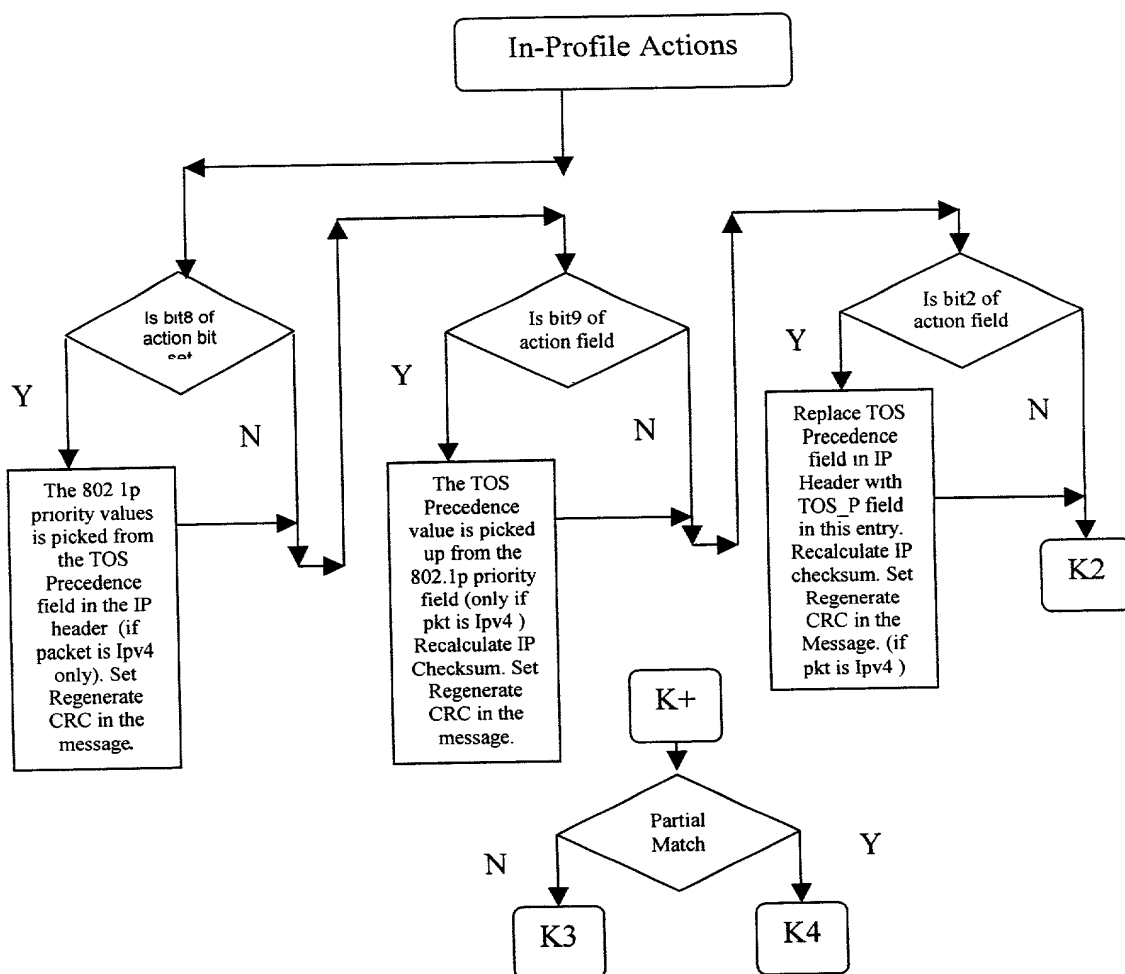 In-Profile Actions
Is bit8 of
action bit
set
Y
N
The 802 1p
priority values
is picked from
the TOS
Precedence
field in the IP
header (if
packet is Ipv4
only). Set
Regenerate
CRC in the
message.
Is bit9 of
action field
Y
N
The TOS
Precedence
value is picked
up from the
802.1p priority
field (only if
pkt is Ipv4 )
Recalculate IP
Checksum. Set
Regenerate
CRC in the
message.
Is bit2 of
action field
Y
N
Replace TOS
Precedence
field in IP
Header with
TOS_P field
in this entry.
Recalculate IP
checksum. Set
Regenerate
CRC in the
Message. (if
pkt is Ipv4 )
K2
K+
Partial
Match
N
Y
K3
K4